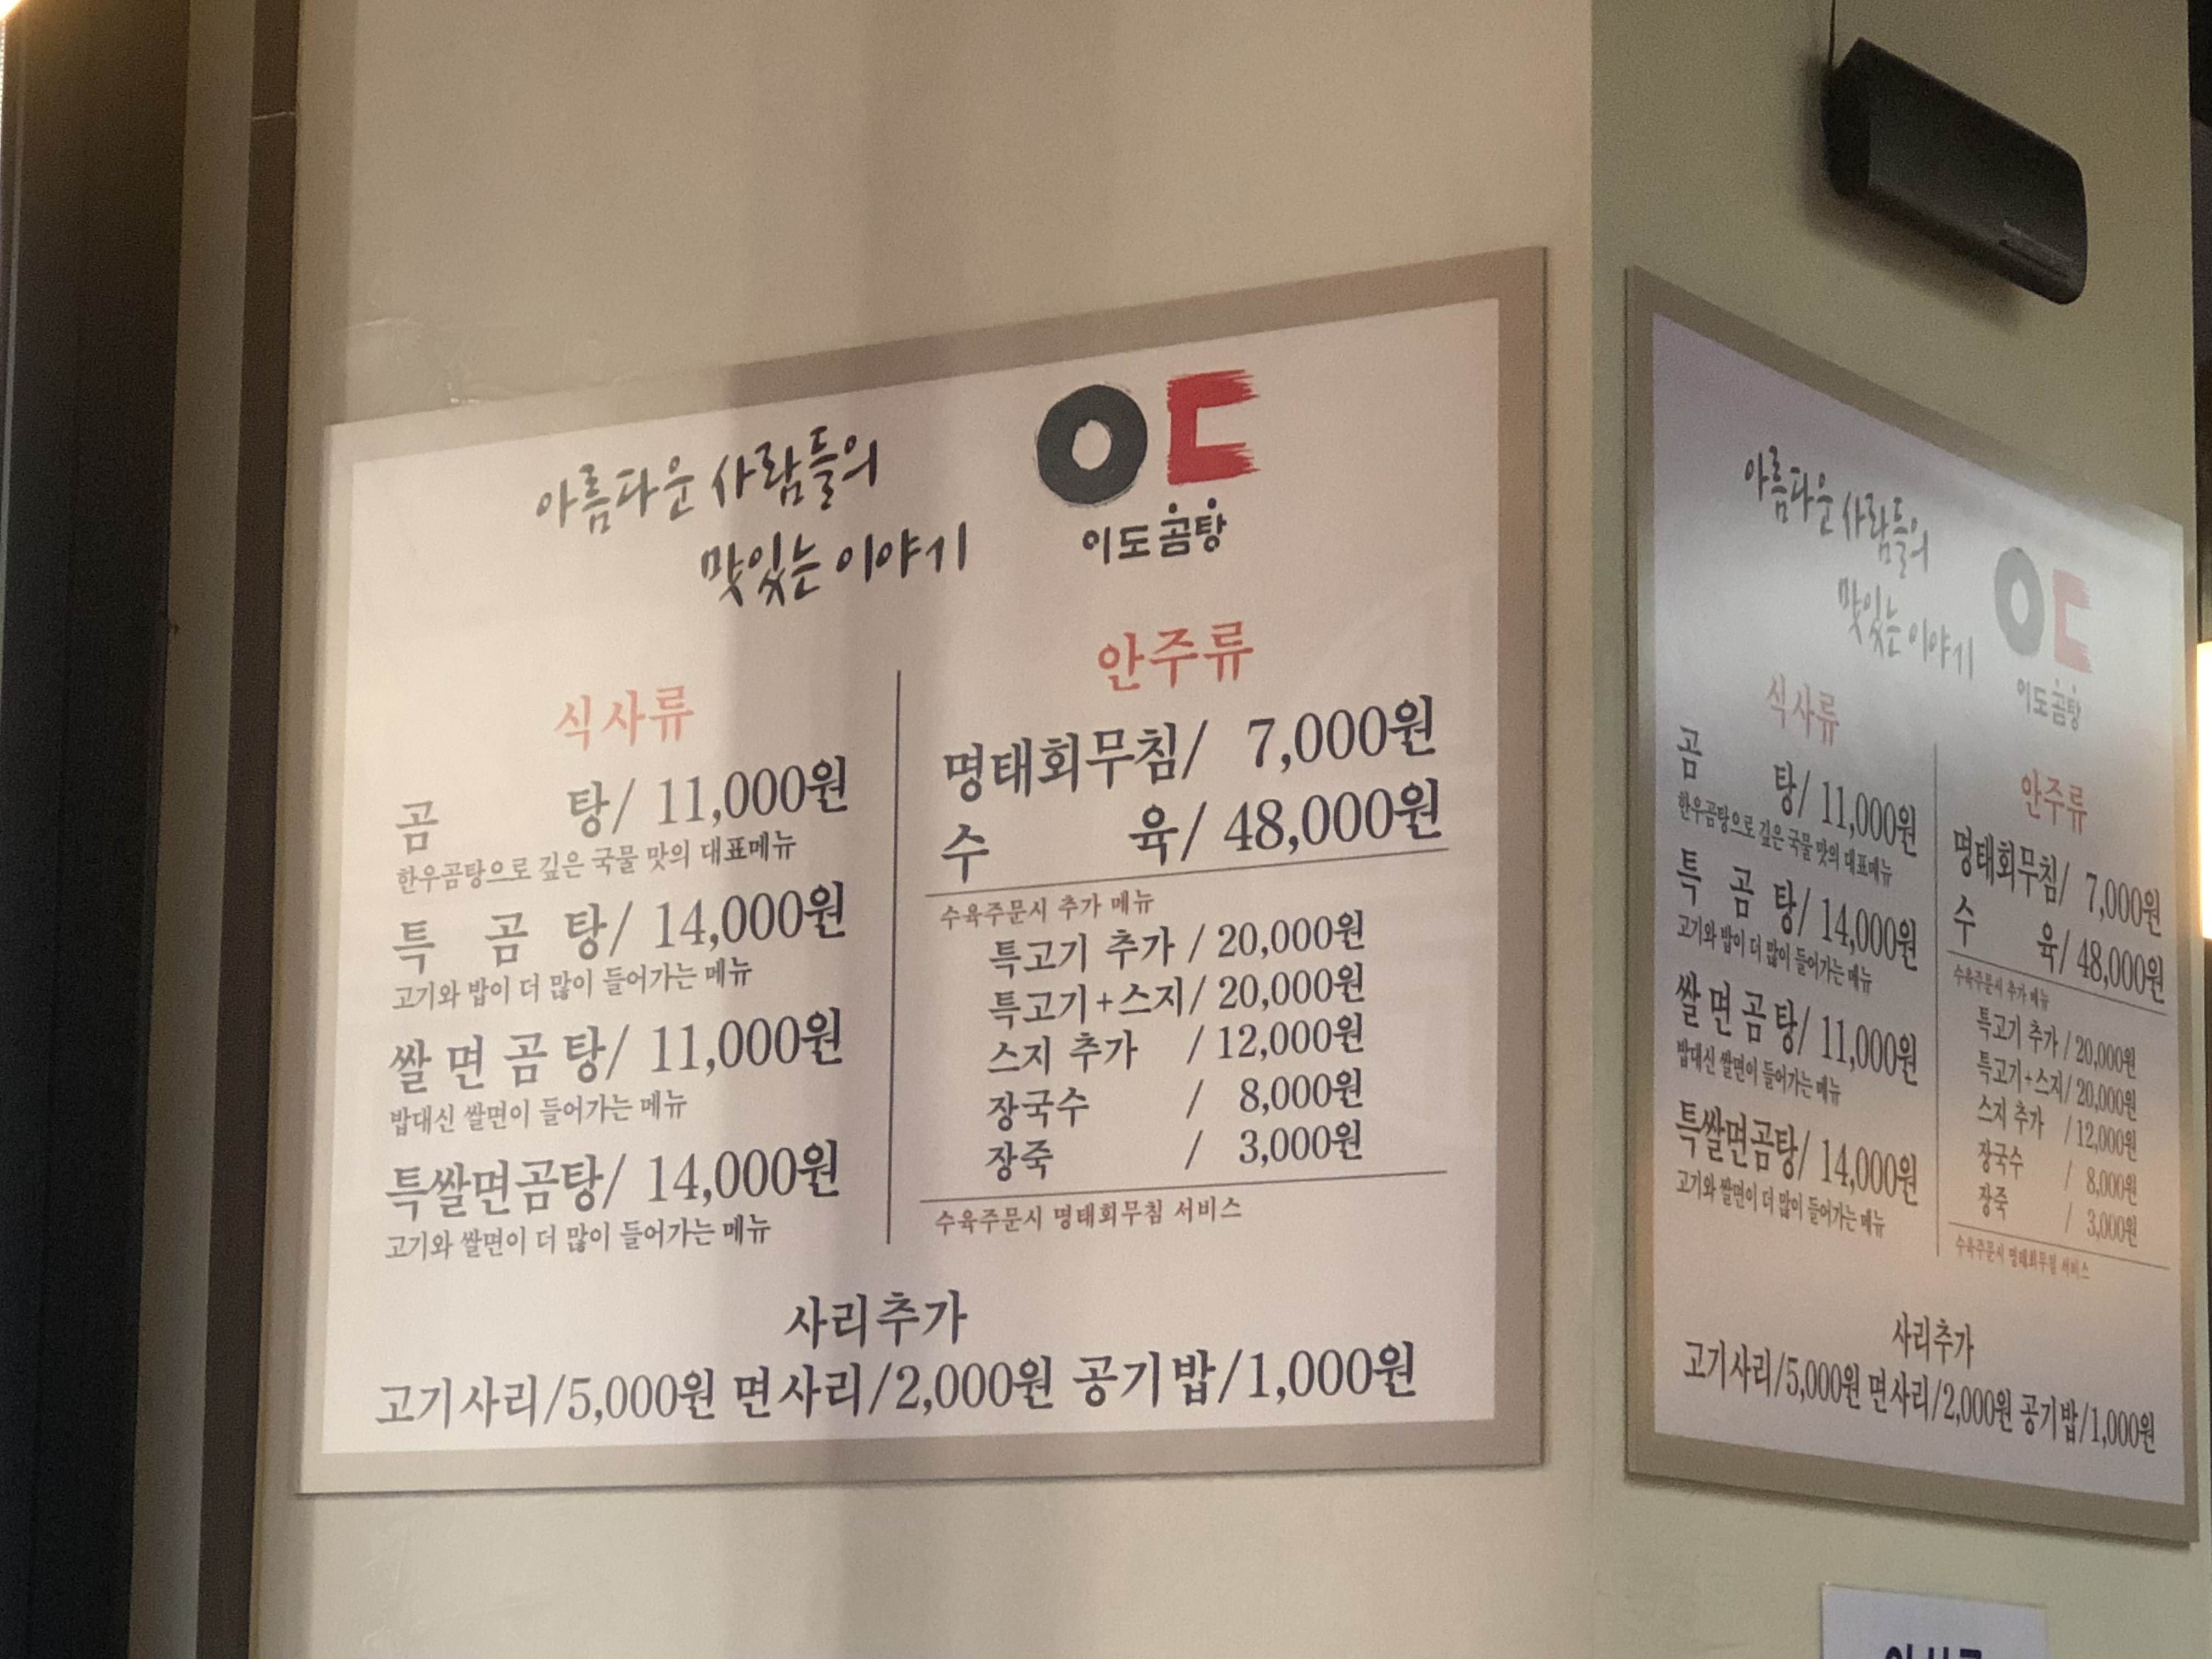 아름다운 사람들의
맛있는 이야기
ㅇㄷ
이도곰탕
식사류
곰 탕/ 11,000원
한우곰탕으로 깊은 국물 맛의 대표메뉴
특 곰 탕/ 14,000원
고기와 밥이 더 많이 들어가는 메뉴
쌀면곰탕/ 11,000원
밥대신 쌀면이 들어가는 메뉴
특쌀면곰탕/ 14,000원
고기와 쌀면이 더 많이 들어가는 메뉴
안주류
명태회무침/ 7,000원
수 육/ 48,000원
수육주문시 추가 메뉴
특고기 추가 / 20,000원
특고기+스지/ 20,000원
스지 추가 / 12,000원
장국수 / 8,000원
장죽 / 3,000원
수육주문시 명태회무침 서비스
사리추가
고기사리/5,000원 면사리/2,000원 공기밥/1,000원
아름다운 사람들의
맛있는 이야기
ㅇㄷ
이도곰탕
식사류
곰 탕/ 11,000원
한우곰탕으로 깊은 국물 맛의 대표메뉴
특 곰 탕/ 14,000원
고기와 밥이 더 많이 들어가는 메뉴
쌀면곰탕/ 11,000원
밥대신 쌀면이 들어가는 메뉴
특쌀면곰탕/ 14,000원
고기와 쌀면이 더 많이 들어가는 메뉴
안주류
명태회무침/ 7,000원
수 육/ 48,000원
수육주문시 추가 메뉴
특고기 추가 / 20,000원
특고기+스지/ 20,000원
스지 추가 / 12,000원
장국수 / 8,000원
장죽 / 3,000원
수육주문시 명태회무침 서비스
사리추가
고기사리/5,000원 면사리/2,000원 공기밥/1,000원